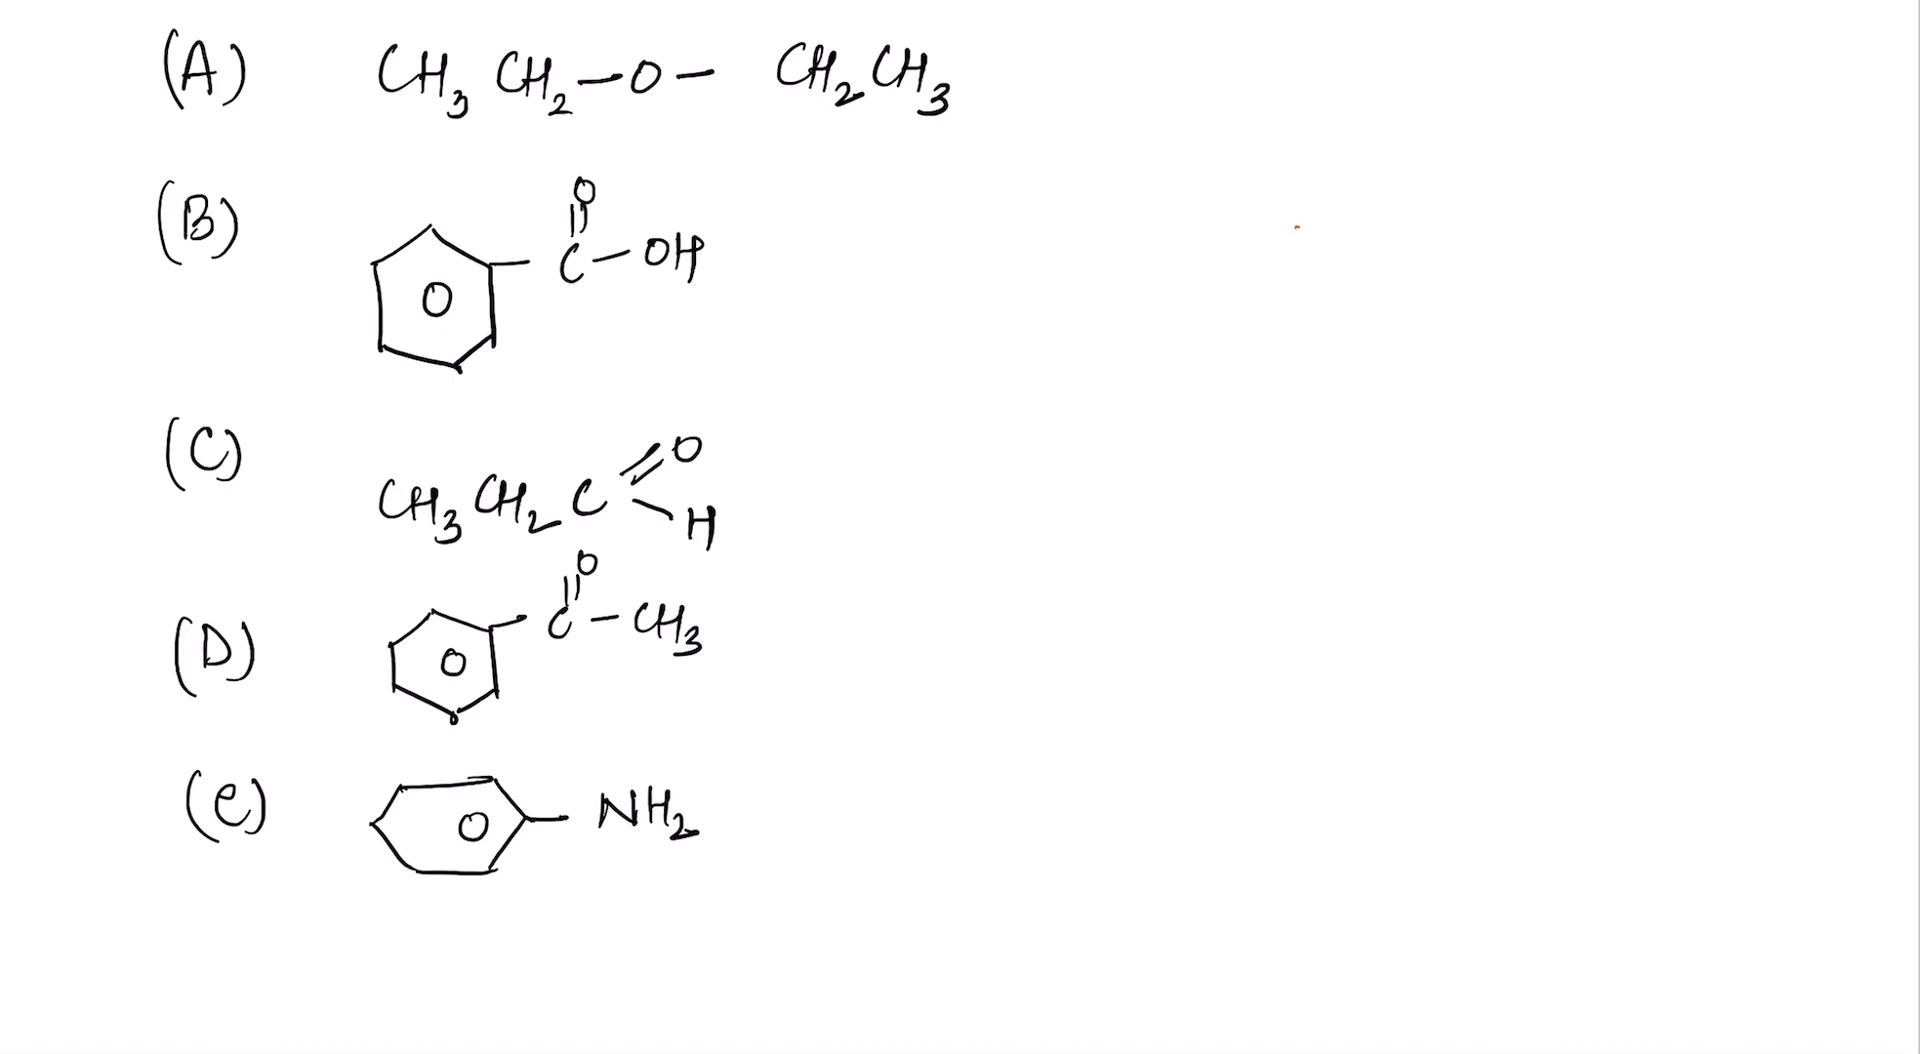 (A) CH₃ CH₂ – O – CH₂ CH₃
(B) O
C – OH
O
(C) O
CH₃ CH₂ C
H
O
(D) C – CH₃
O
(e) O – NH₂